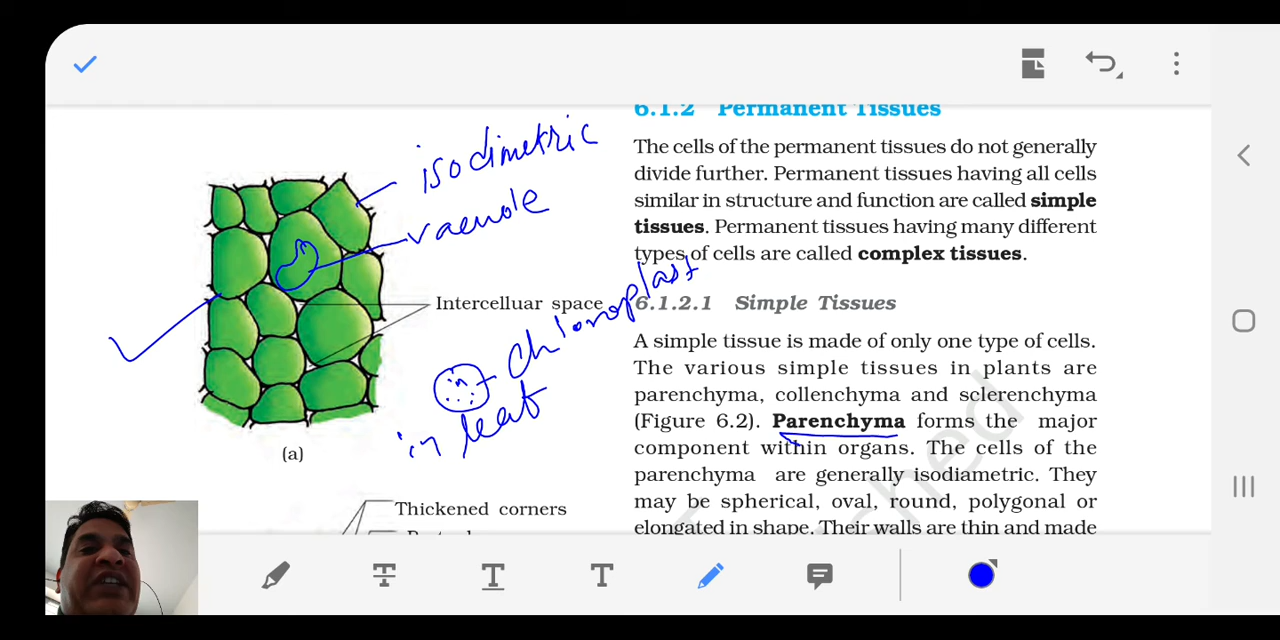 6.1.2 Permanent Tissues
The cells of the permanent tissues do not generally
divide further. Permanent tissues having all cells
similar in structure and function are called simple
tissues. Permanent tissues having many different
types of cells are called complex tissues.
6.1.2.1 Simple Tissues
A simple tissue is made of only one type of cells.
The various simple tissues in plants are
parenchyma, collenchyma and sclerenchyma
(Figure 6.2). Parenchyma forms the major
component within organs. The cells of the
parenchyma are generally isodiametric. They
may be spherical, oval, round, polygonal or
elongated in shape. Their walls are thin and made
isodimetric
vacuole
Intercelluar space
chloroplast
in leaf
(a)
Thickened corners